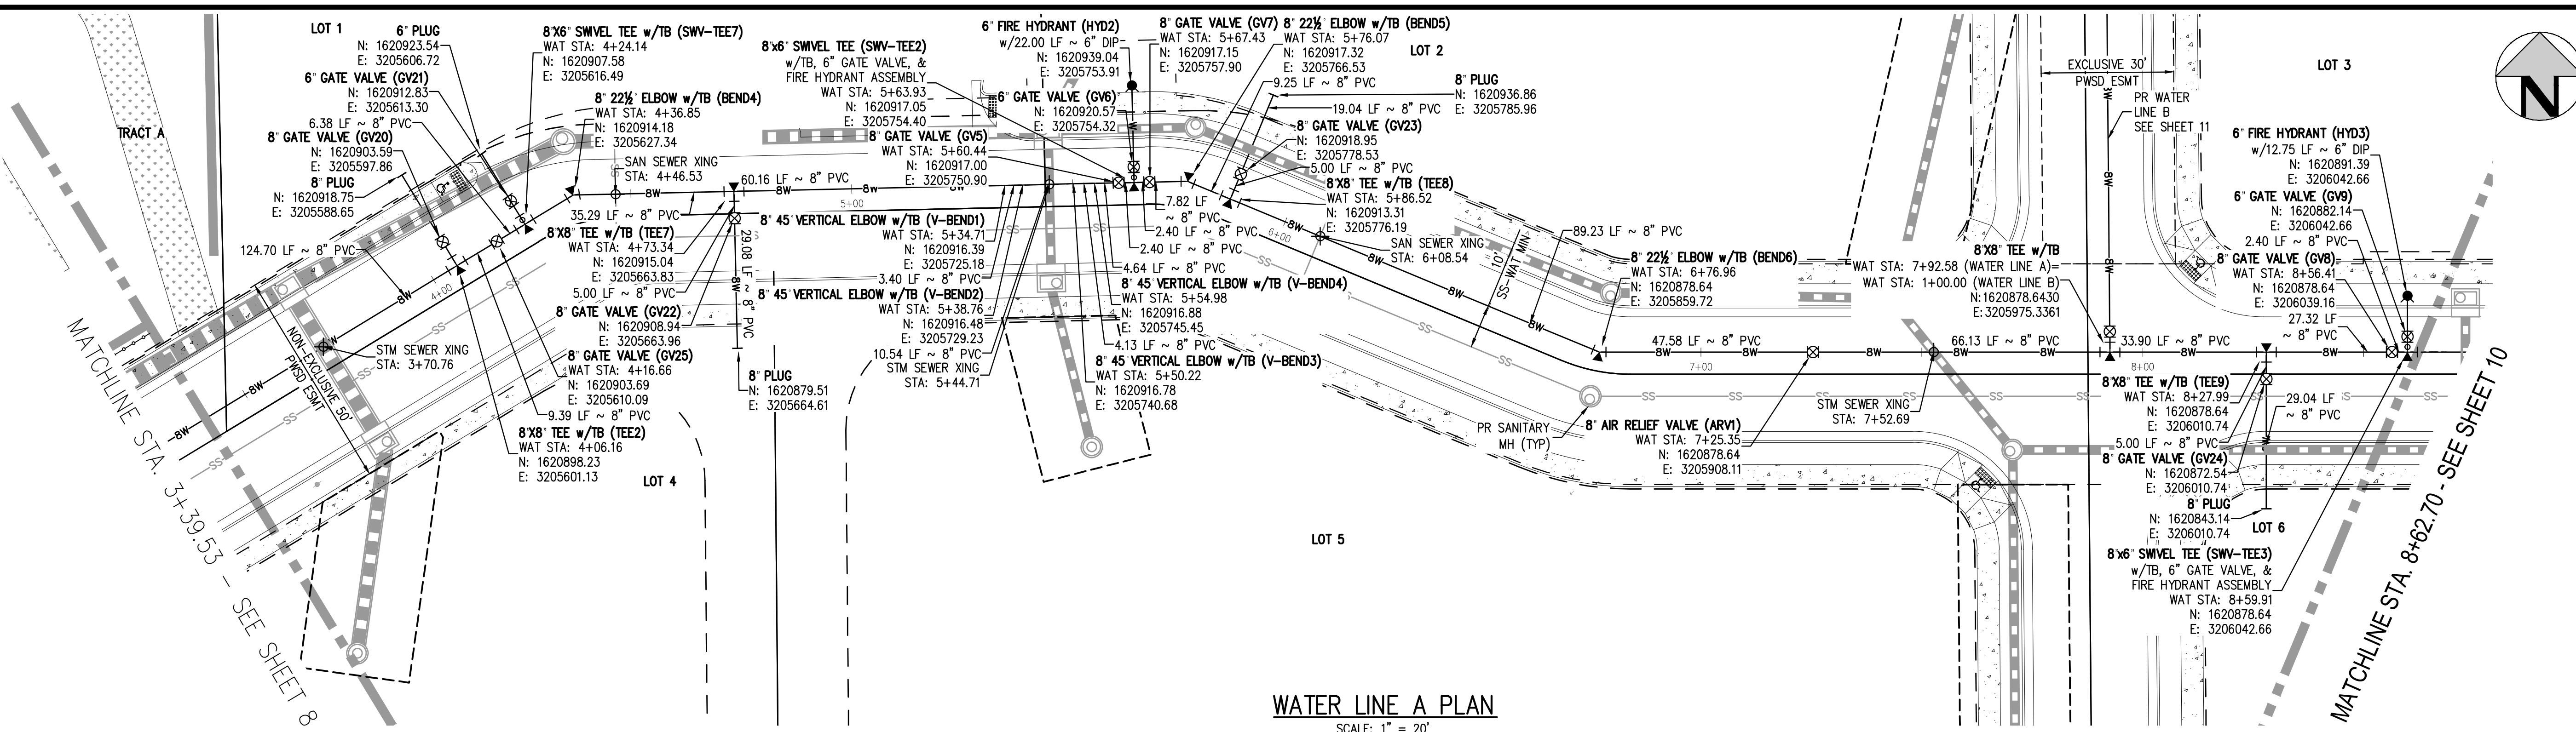 LOT 1
6" PLUG
N: 1620923.54
E: 3205606.72
6" GATE VALVE (GV21)
N: 1620912.83
E: 3205613.30
6.38 LF ~ 8" PVC
TRACT A
8" GATE VALVE (GV20)
N: 1620903.59
E: 3205597.86
8" PLUG
N: 1620918.75
E: 3205588.65
124.70 LF ~ 8" PVC
8"X6" SWIVEL TEE w/TB (SWV-TEE7)
WAT STA: 4+24.14
N: 1620907.58
E: 3205616.49
8" 22½° ELBOW w/TB (BEND4)
WAT STA: 4+36.85
N: 1620914.18
E: 3205627.34
SAN SEWER XING
STA: 4+46.53
60.16 LF ~ 8" PVC
35.29 LF ~ 8" PVC
8"X8" TEE w/TB (TEE7)
WAT STA: 4+73.34
N: 1620915.04
E: 3205663.83
5.00 LF ~ 8" PVC
8" GATE VALVE (GV22)
N: 1620908.94
E: 3205663.96
8" GATE VALVE (GV25)
WAT STA: 4+16.66
N: 1620903.69
E: 3205610.09
9.39 LF ~ 8" PVC
8"X8" TEE w/TB (TEE2)
WAT STA: 4+06.16
N: 1620898.23
E: 3205601.13
LOT 4
STM SEWER XING
STA: 3+70.76
NON-EXCLUSIVE 50'
PWSD ESMT
MATCHLINE STA. 3+39.53 - SEE SHEET 8
4+00
5+00
29.08 LF ~ 8" PVC
8" PLUG
N: 1620879.51
E: 3205664.61
8"x6" SWIVEL TEE (SWV-TEE2)
w/TB, 6" GATE VALVE, &
FIRE HYDRANT ASSEMBLY
WAT STA: 5+63.93
N: 1620917.05
E: 3205754.40
8" GATE VALVE (GV5)
WAT STA: 5+60.44
N: 1620917.00
E: 3205750.90
8" 45° VERTICAL ELBOW w/TB (V-BEND1)
WAT STA: 5+34.71
N: 1620916.39
E: 3205725.18
3.40 LF ~ 8" PVC
8" 45° VERTICAL ELBOW w/TB (V-BEND2)
WAT STA: 5+38.76
N: 1620916.48
E: 3205729.23
10.54 LF ~ 8" PVC
STM SEWER XING
STA: 5+44.71
6" FIRE HYDRANT (HYD2)
w/22.00 LF ~ 6" DIP
N: 1620939.04
E: 3205753.91
6" GATE VALVE (GV6)
N: 1620920.57
E: 3205754.32
8" GATE VALVE (GV7)
WAT STA: 5+67.43
N: 1620917.15
E: 3205757.90
8" 22½° ELBOW w/TB (BEND5)
WAT STA: 5+76.07
N: 1620917.32
E: 3205766.53
LOT 2
9.25 LF ~ 8" PVC
8" PLUG
N: 1620936.86
E: 3205785.96
19.04 LF ~ 8" PVC
8" GATE VALVE (GV23)
N: 1620918.95
E: 3205778.53
5.00 LF ~ 8" PVC
8"X8" TEE w/TB (TEE8)
WAT STA: 5+86.52
N: 1620913.31
E: 3205776.19
7.82 LF
~ 8" PVC
2.40 LF ~ 8" PVC
2.40 LF ~ 8" PVC
4.64 LF ~ 8" PVC
8" 45° VERTICAL ELBOW w/TB (V-BEND4)
WAT STA: 5+54.98
N: 1620916.88
E: 3205745.45
4.13 LF ~ 8" PVC
8" 45° VERTICAL ELBOW w/TB (V-BEND3)
WAT STA: 5+50.22
N: 1620916.78
E: 3205740.68
6+00
SAN SEWER XING
STA: 6+08.54
10'
SS-WAT MIN
89.23 LF ~ 8" PVC
8" 22½° ELBOW w/TB (BEND6)
WAT STA: 6+76.96
N: 1620878.64
E: 3205859.72
47.58 LF ~ 8" PVC
7+00
PR SANITARY
MH (TYP)
8" AIR RELIEF VALVE (ARV1)
WAT STA: 7+25.35
N: 1620878.64
E: 3205908.11
LOT 5
66.13 LF ~ 8" PVC
STM SEWER XING
STA: 7+52.69
8"X8" TEE w/TB
WAT STA: 7+92.58 (WATER LINE A)=
WAT STA: 1+00.00 (WATER LINE B)
N:1620878.6430
E:3205975.3361
EXCLUSIVE 30'
PWSD ESMT
PR WATER
LINE B
SEE SHEET 11
LOT 3
6" FIRE HYDRANT (HYD3)
w/12.75 LF ~ 6" DIP
N: 1620891.39
E: 3206042.66
6" GATE VALVE (GV9)
N: 1620882.14
E: 3206042.66
2.40 LF ~ 8" PVC
8" GATE VALVE (GV8)
WAT STA: 8+56.41
N: 1620878.64
E: 3206039.16
27.32 LF
~ 8" PVC
33.90 LF ~ 8" PVC
8+00
8"X8" TEE w/TB (TEE9)
WAT STA: 8+27.99
N: 1620878.64
E: 3206010.74
5.00 LF ~ 8" PVC
8" GATE VALVE (GV24)
N: 1620872.54
E: 3206010.74
29.04 LF
~ 8" PVC
8" PLUG
N: 1620843.14
E: 3206010.74
LOT 6
8"x6" SWIVEL TEE (SWV-TEE3)
w/TB, 6" GATE VALVE, &
FIRE HYDRANT ASSEMBLY
WAT STA: 8+59.91
N: 1620878.64
E: 3206042.66
MATCHLINE STA. 8+62.70 - SEE SHEET 10
N
WATER LINE A PLAN
SCALE: 1" = 20'